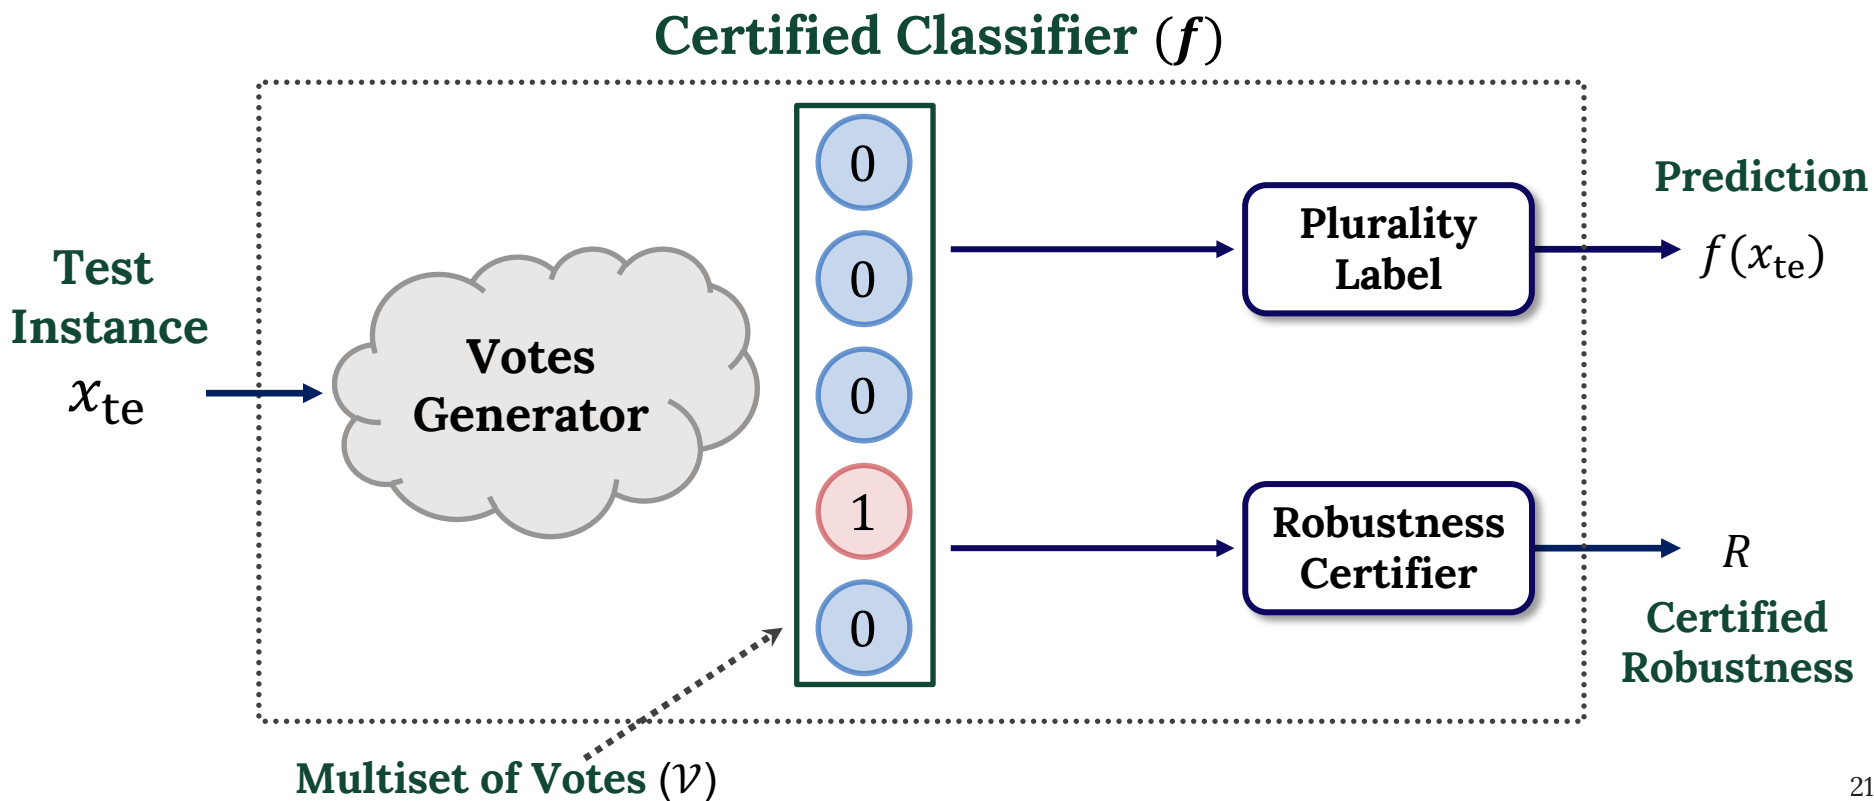 Certified Classifier (f)
Test
Instance
x_te
Votes
Generator
0
0
0
1
0
Plurality
Label
Prediction
f(x_te)
Robustness
Certifier
R
Certified
Robustness
Multiset of Votes (𝒱)
21